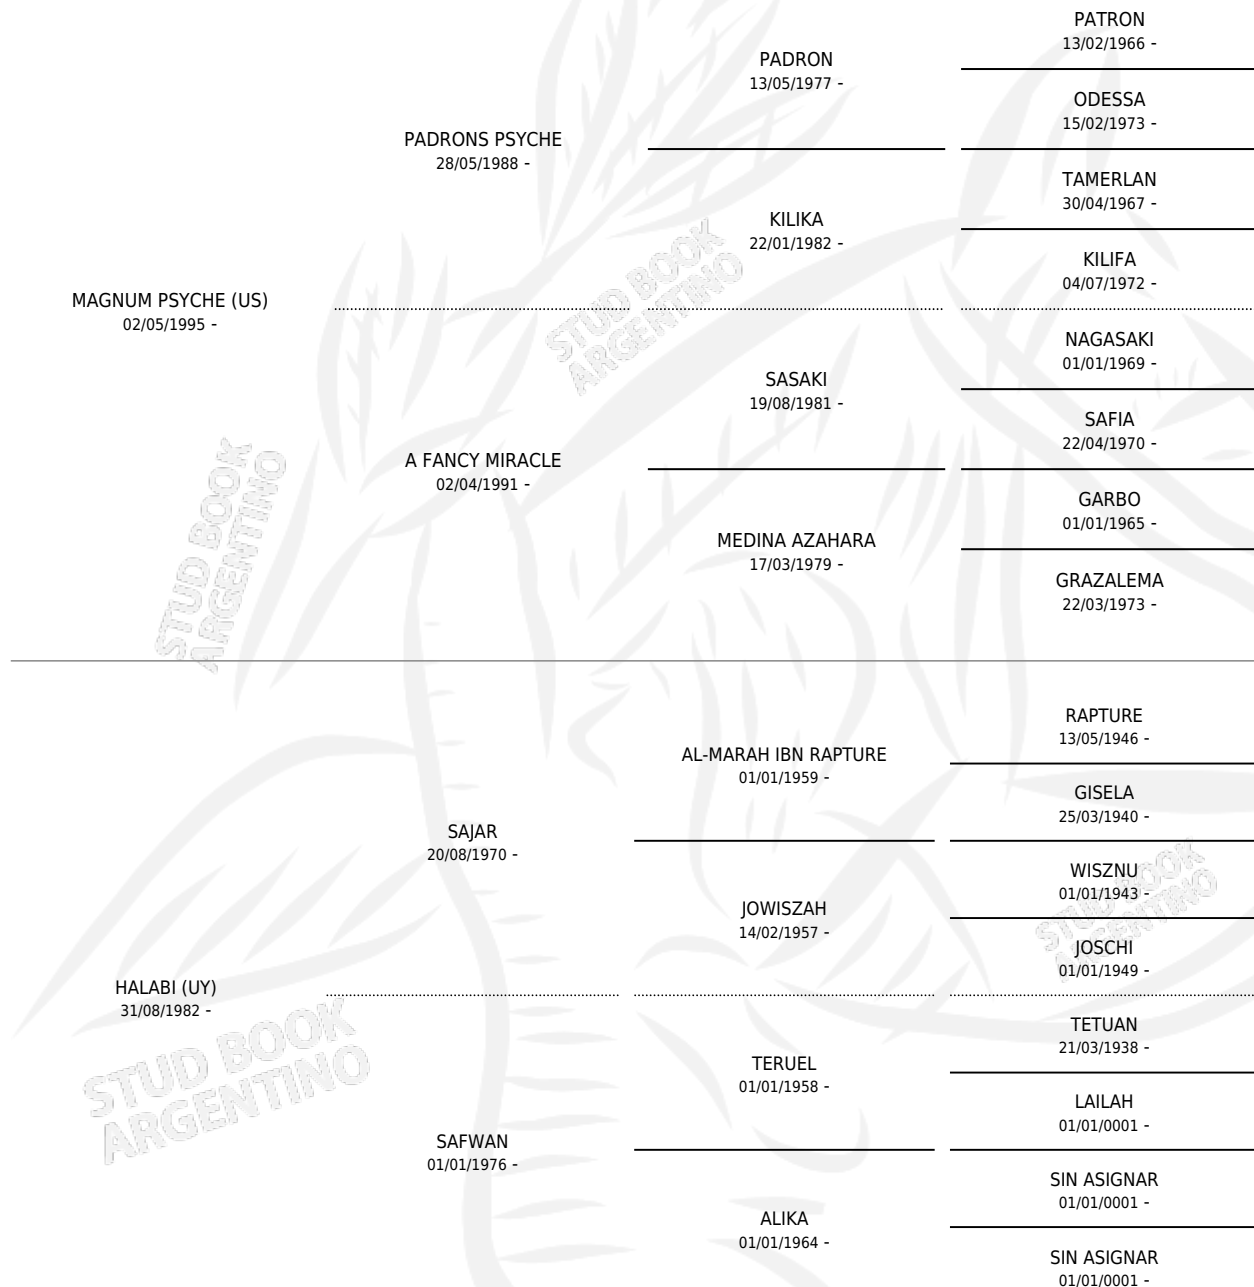 PATRON
13/02/1966 -
PADRON
13/05/1977 -
ODESSA
15/02/1973 -
PADRONS PSYCHE
28/05/1988 -
TAMERLAN
30/04/1967 -
KILIKA
22/01/1982 -
KILIFA
04/07/1972 -
MAGNUM PSYCHE (US)
02/05/1995 -
NAGASAKI
01/01/1969 -
SASAKI
19/08/1981 -
SAFIA
22/04/1970 -
A FANCY MIRACLE
02/04/1991 -
GARBO
01/01/1965 -
MEDINA AZAHARA
17/03/1979 -
GRAZALEMA
22/03/1973 -
RAPTURE
13/05/1946 -
AL-MARAH IBN RAPTURE
01/01/1959 -
GISELA
25/03/1940 -
SAJAR
20/08/1970 -
WISZNU
01/01/1943 -
JOWISZAH
14/02/1957 -
JOSCHI
01/01/1949 -
HALABI (UY)
31/08/1982 -
TETUAN
21/03/1938 -
TERUEL
01/01/1958 -
LAILAH
01/01/0001 -
SAFWAN
01/01/1976 -
SIN ASIGNAR
01/01/0001 -
ALIKA
01/01/1964 -
SIN ASIGNAR
01/01/0001 -
STUD BOOK
ARGENTINO
STUD BOOK
ARGENTINO
STUD BOOK
ARGENTINO
STUD BOOK
ARGENTINO